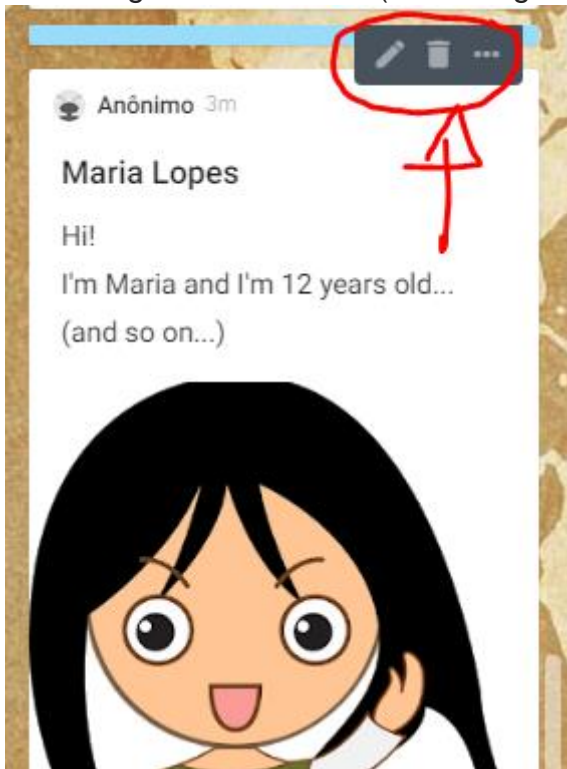 Anônimo 3m
Maria Lopes
Hi!
I'm Maria and I'm 12 years old...
(and so on...)